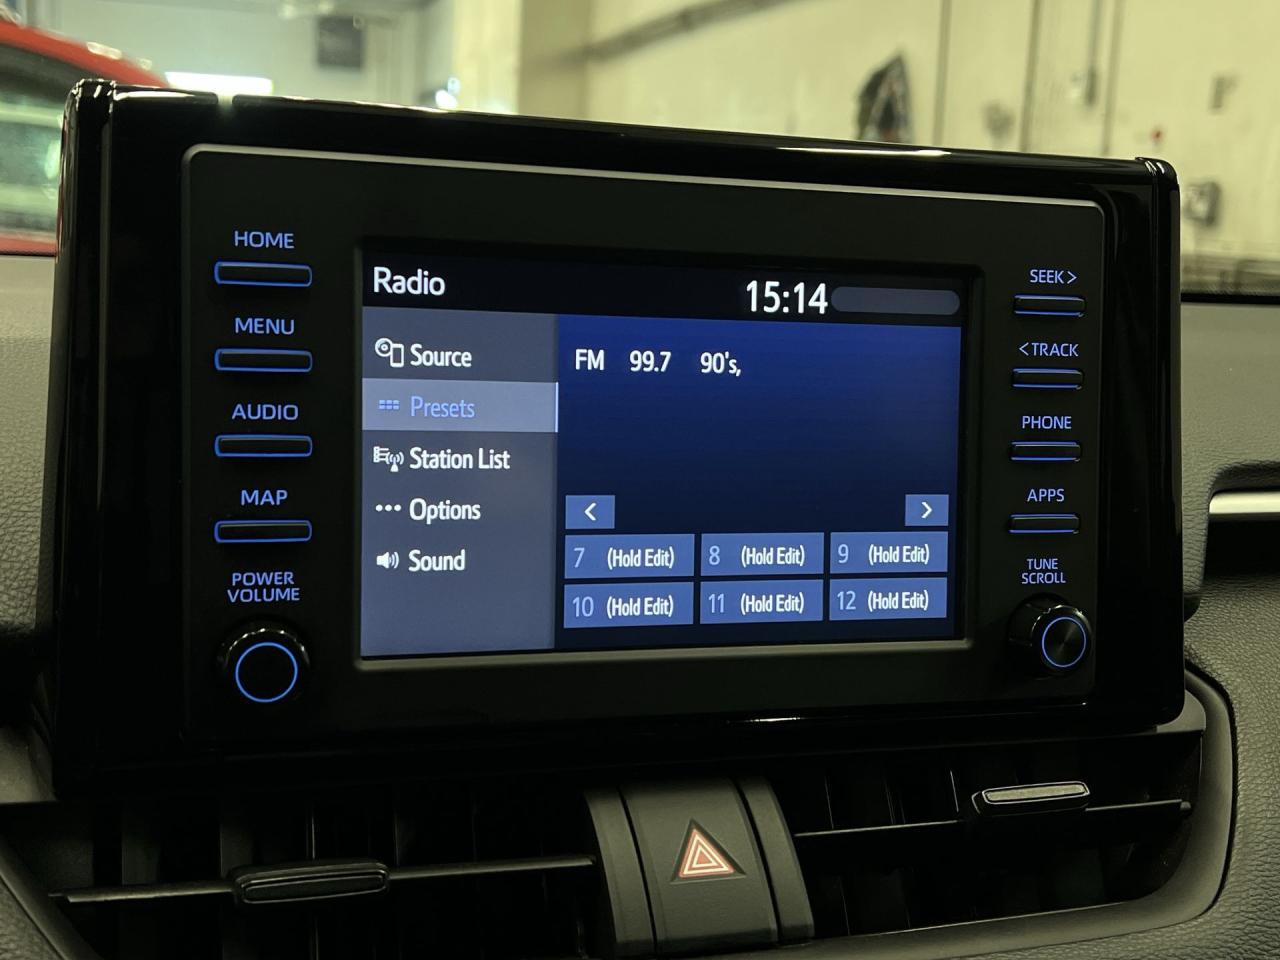 HOME
MENU
AUDIO
MAP
POWER
VOLUME
Radio
15:14
Source
Presets
Station List
Options
Sound
FM 99.7 90's,
<
>
7 (Hold Edit) 8 (Hold Edit) 9 (Hold Edit)
10 (Hold Edit) 11 (Hold Edit) 12 (Hold Edit)
SEEK>
<TRACK
PHONE
APPS
TUNE
SCROLL